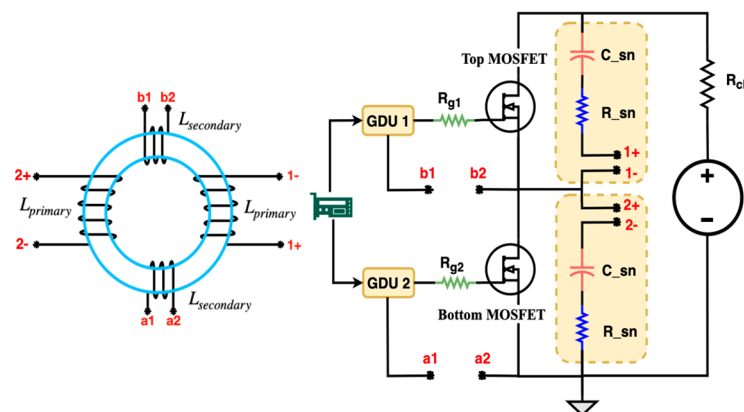 b1 b2
L_secondary
2+
1-
L_primary
L_primary
2-
1+
L_secondary
a1 a2
Top MOSFET
GDU 1
R_g1
b1
b2
GDU 2
R_g2
Bottom MOSFET
a1
a2
C_sn
R_sn
1+
1-
2+
2-
C_sn
R_sn
+
-